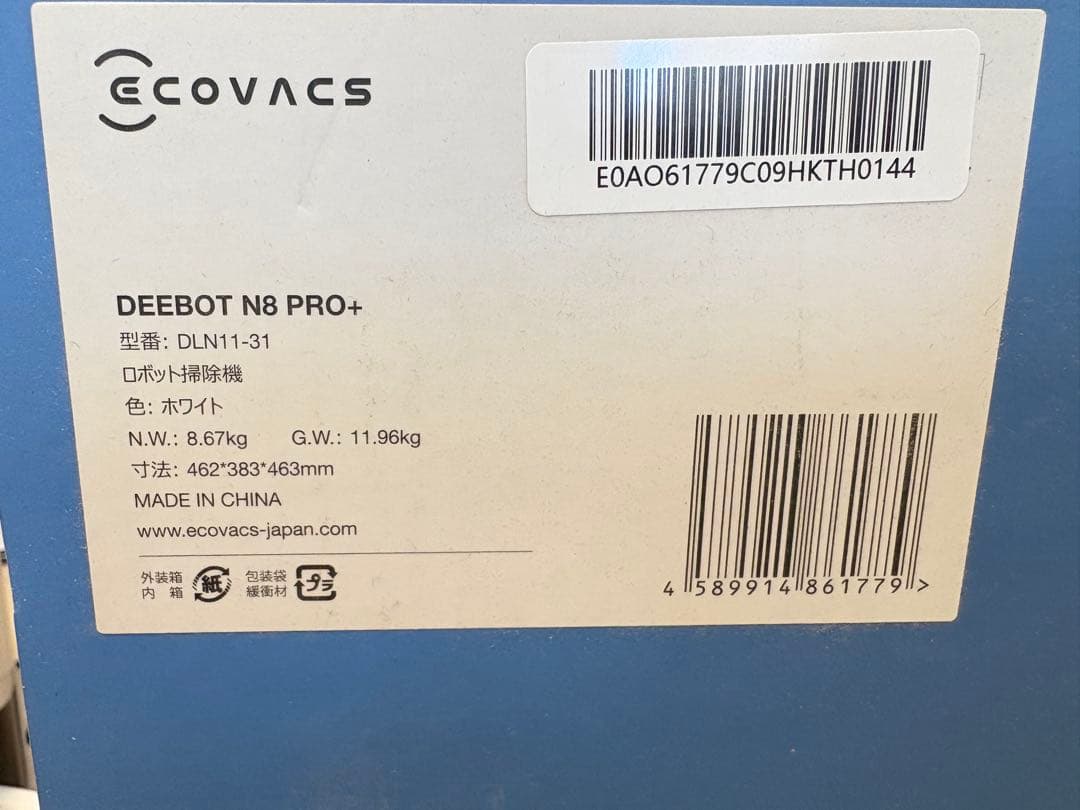 ECOVACS
E0AO61779C09HKTH0144
DEEBOT N8 PRO+
型番: DLN11-31
ロボット掃除機
色: ホワイト
N.W.: 8.67kg G.W.: 11.96kg
寸法: 462*383*463mm
MADE IN CHINA
www.ecovacs-japan.com
外装箱
内 箱
紙
包装袋
緩衝材
プラ
4 589914 861779 >